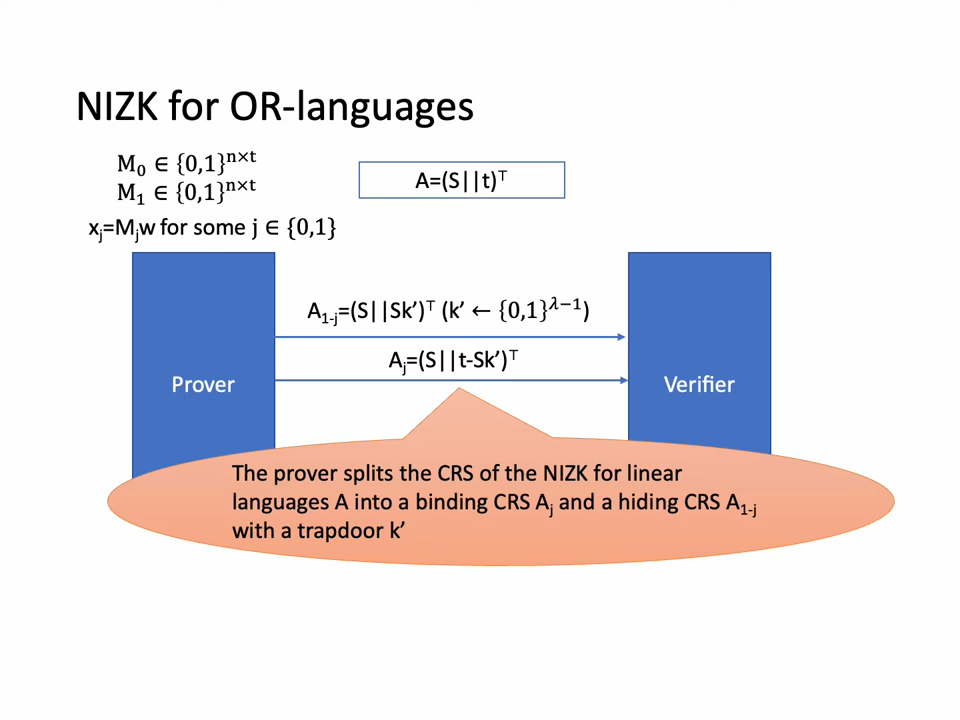 NIZK for OR-languages
M₀ ∈ {0,1}ⁿˣᵗ
M₁ ∈ {0,1}ⁿˣᵗ
A=(S||t)ᵀ
xⱼ=Mⱼw for some j ∈ {0,1}
A₁₋ⱼ=(S||Sk’)ᵀ (k’ ← {0,1}^{λ−1})
Aⱼ=(S||t-Sk’)ᵀ
Prover
Verifier
The prover splits the CRS of the NIZK for linear
languages A into a binding CRS Aⱼ and a hiding CRS A₁₋ⱼ
with a trapdoor k’